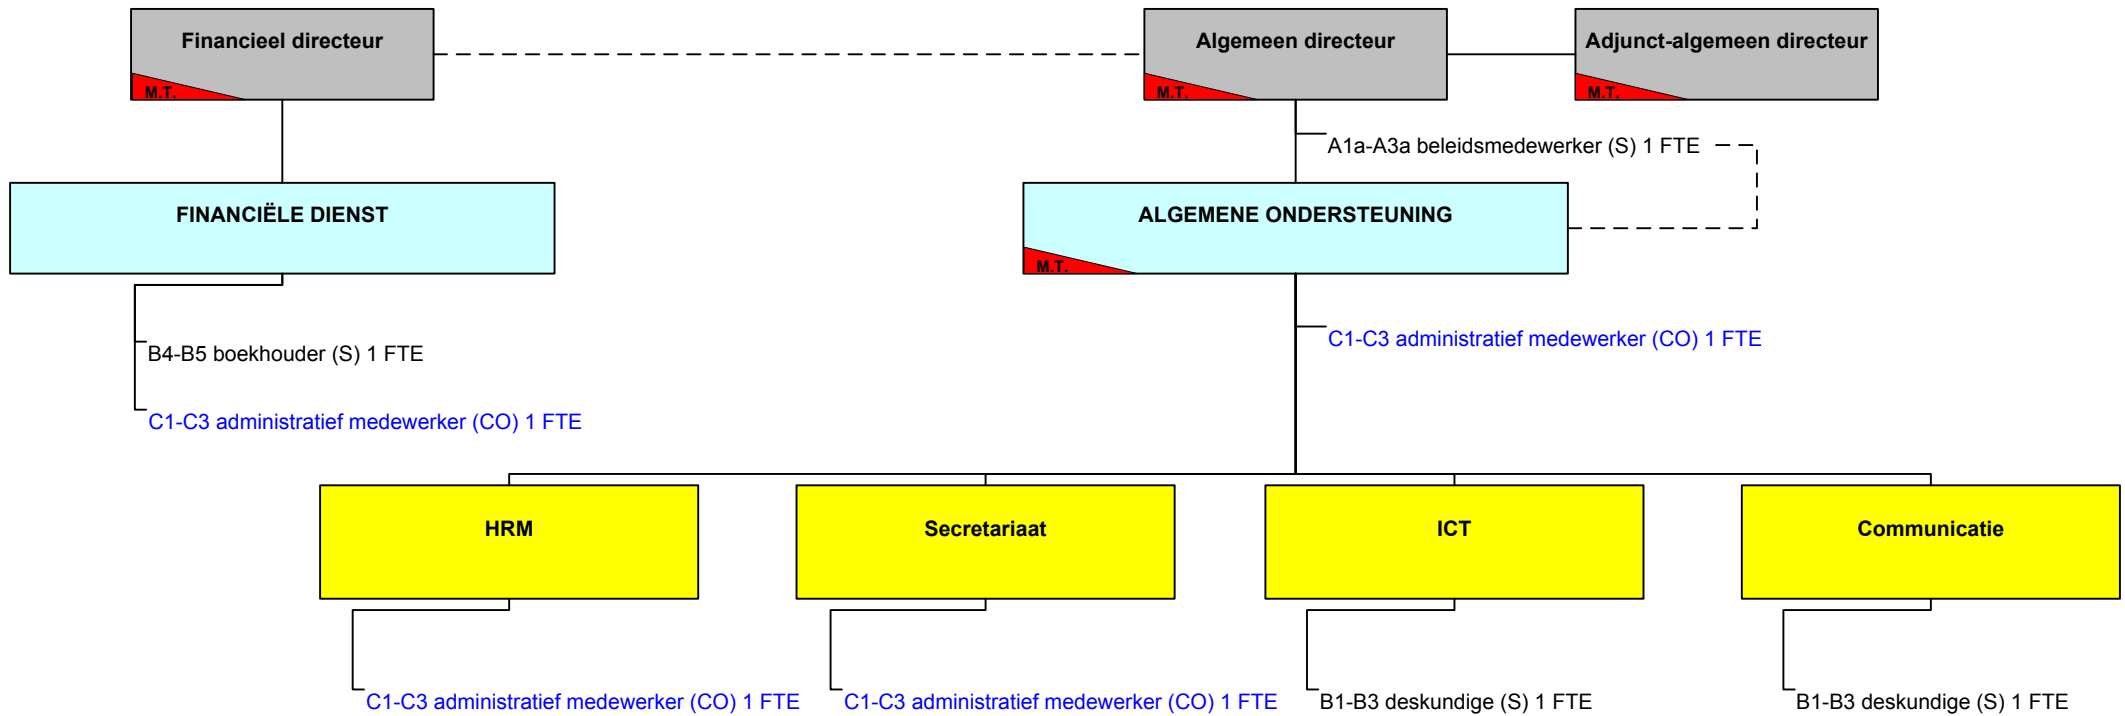 Financieel directeur
M.T.
Algemeen directeur
M.T.
Adjunct-algemeen directeur
M.T.
A1a-A3a beleidsmedewerker (S) 1 FTE
FINANCIËLE DIENST
ALGEMENE ONDERSTEUNING
M.T.
B4-B5 boekhouder (S) 1 FTE
C1-C3 administratief medewerker (CO) 1 FTE
C1-C3 administratief medewerker (CO) 1 FTE
HRM
Secretariaat
ICT
Communicatie
C1-C3 administratief medewerker (CO) 1 FTE
C1-C3 administratief medewerker (CO) 1 FTE
B1-B3 deskundige (S) 1 FTE
B1-B3 deskundige (S) 1 FTE